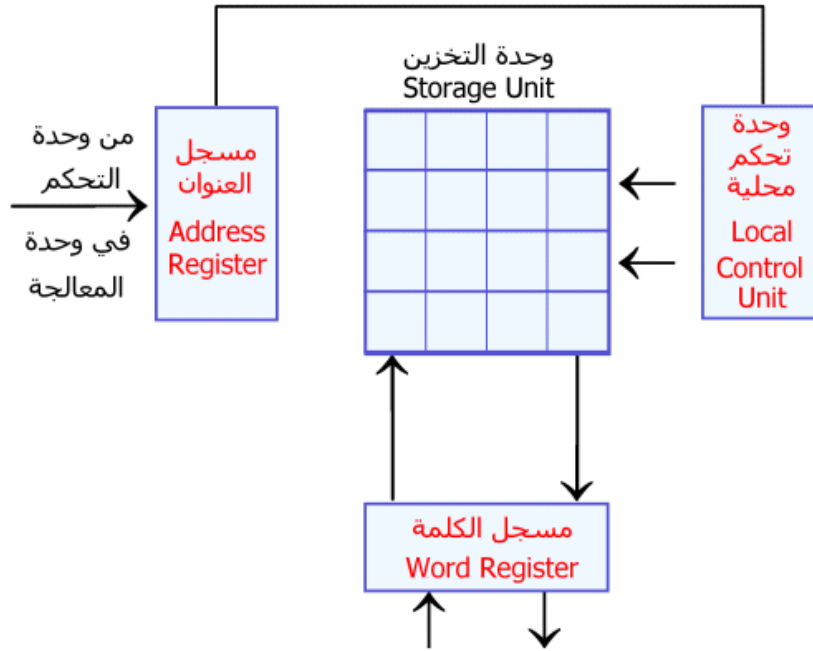 وحدة التخزين
Storage Unit
من وحدة
التحكم
في وحدة
المعالجة
مسجل
العنوان
Address
Register
وحدة
تحكم
محلية
Local
Control
Unit
مسجل الكلمة
Word Register